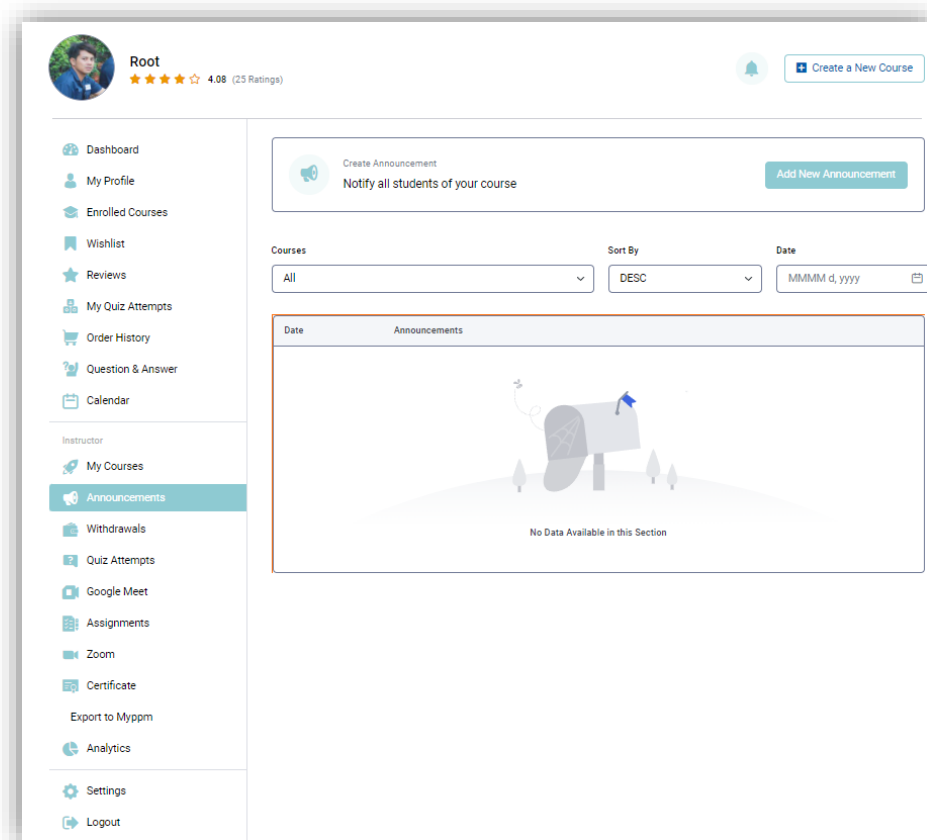 Root
4.08 (25 Ratings)
Create a New Course
Dashboard
My Profile
Enrolled Courses
Wishlist
Reviews
My Quiz Attempts
Order History
Question & Answer
Calendar
Instructor
My Courses
Announcements
Withdrawals
Quiz Attempts
Google Meet
Assignments
Zoom
Certificate
Export to Myppm
Analytics
Settings
Logout
Create Announcement
Notify all students of your course
Add New Announcement
Courses Sort By Date
All DESC MMMM d, yyyy
Date Announcements
No Data Available in this Section